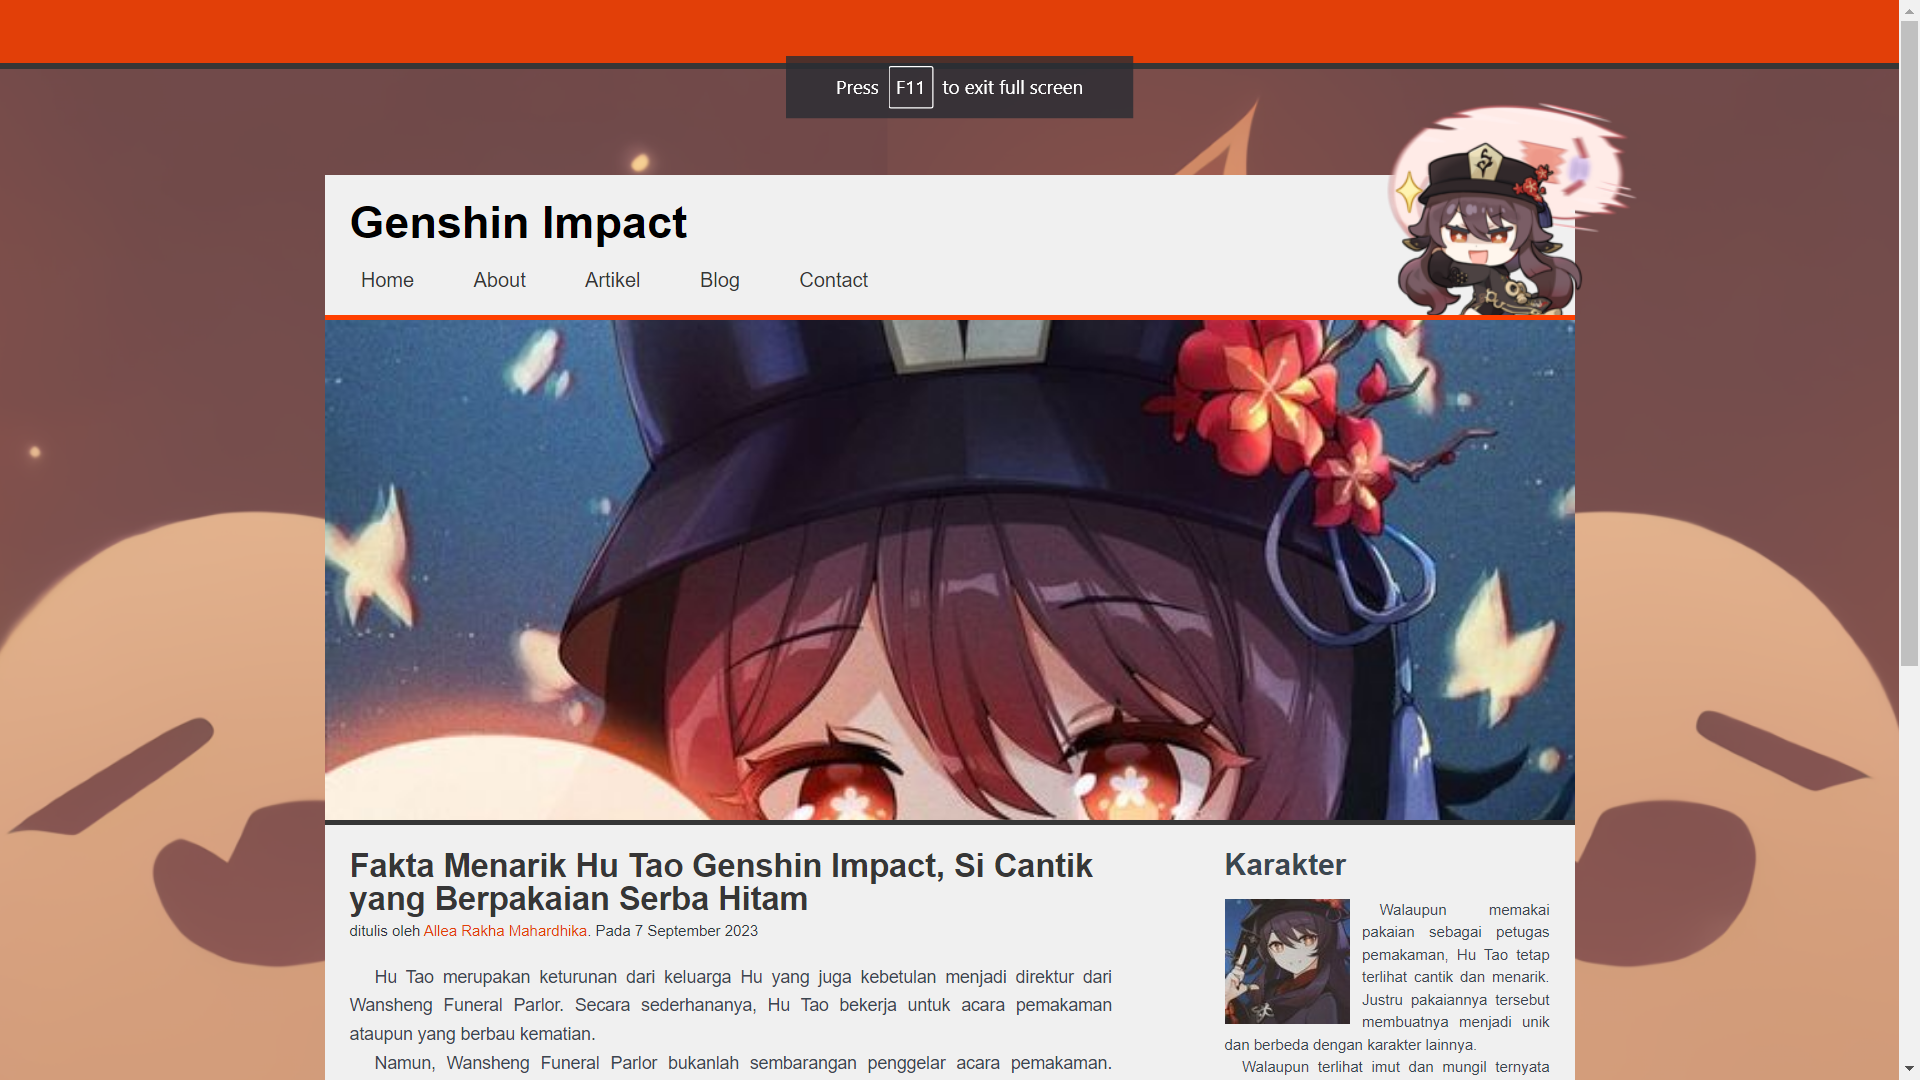 Press F11 to exit full screen
Genshin Impact
Home About Artikel Blog Contact
Fakta Menarik Hu Tao Genshin Impact, Si Cantik
yang Berpakaian Serba Hitam
ditulis oleh Allea Rakha Mahardhika. Pada 7 September 2023
Hu Tao merupakan keturunan dari keluarga Hu yang juga kebetulan menjadi direktur dari
Wansheng Funeral Parlor. Secara sederhananya, Hu Tao bekerja untuk acara pemakaman
ataupun yang berbau kematian.
Namun, Wansheng Funeral Parlor bukanlah sembarangan penggelar acara pemakaman.
Karakter
Walaupun memakai
pakaian sebagai petugas
pemakaman, Hu Tao tetap
terlihat cantik dan menarik.
Justru pakaiannya tersebut
membuatnya menjadi unik
dan berbeda dengan karakter lainnya.
Walaupun terlihat imut dan mungil ternyata